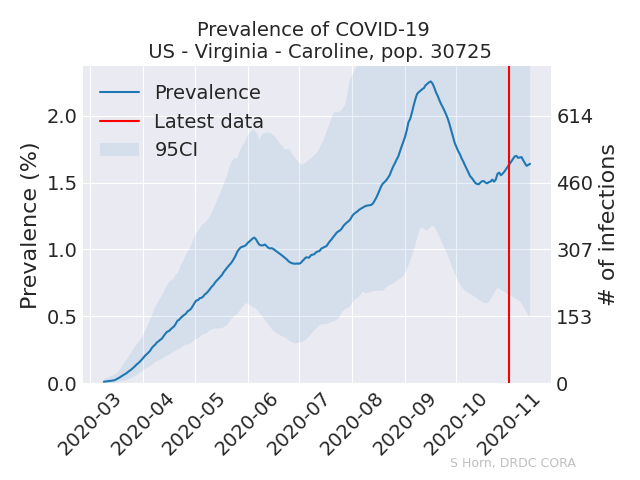 Prevalence of COVID-19
US - Virginia - Caroline, pop. 30725
Prevalence
Latest data
95CI
Prevalence (%)
2.0
1.5
1.0
0.5
0.0
614
460
307
153
0
# of infections
2020-03
2020-04
2020-05
2020-06
2020-07
2020-08
2020-09
2020-10
2020-11
S Horn, DRDC CORA